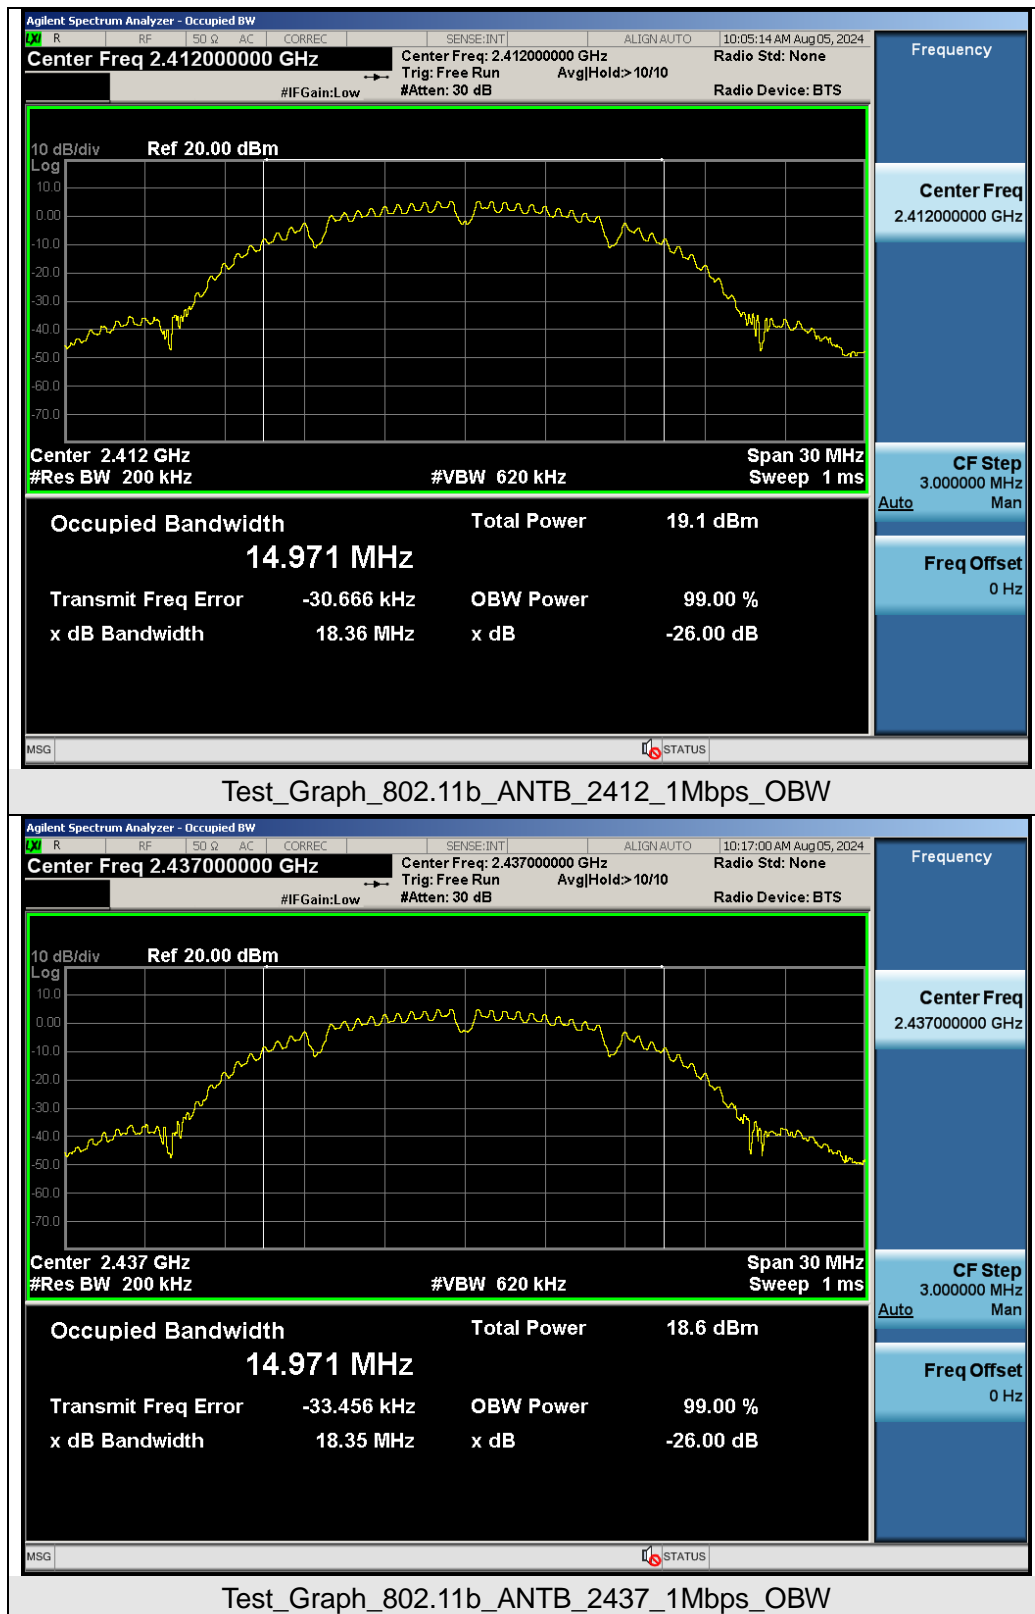 Agilent Spectrum Analyzer - Occupied BW
LXI R RF 50 Ω AC CORREC SENSE:INT ALIGN AUTO 10:05:14 AM Aug 05, 2024
Center Freq 2.412000000 GHz
Center Freq: 2.412000000 GHz
Radio Std: None
Trig: Free Run Avg|Hold:> 10/10
#IFGain:Low #Atten: 30 dB Radio Device: BTS
Frequency
10 dB/div Ref 20.00 dBm
Log
10.0
0.00
-10.0
-20.0
-30.0
-40.0
-50.0
-60.0
-70.0
Center 2.412 GHz Span 30 MHz
#Res BW 200 kHz #VBW 620 kHz Sweep 1 ms
Center Freq
2.412000000 GHz
CF Step
3.000000 MHz
Auto Man
Freq Offset
0 Hz
Occupied Bandwidth Total Power 19.1 dBm
14.971 MHz
Transmit Freq Error -30.666 kHz OBW Power 99.00 %
x dB Bandwidth 18.36 MHz x dB -26.00 dB
MSG STATUS
Test_Graph_802.11b_ANTB_2412_1Mbps_OBW
Agilent Spectrum Analyzer - Occupied BW
LXI R RF 50 Ω AC CORREC SENSE:INT ALIGN AUTO 10:17:00 AM Aug 05, 2024
Center Freq 2.437000000 GHz
Center Freq: 2.437000000 GHz
Radio Std: None
Trig: Free Run Avg|Hold:> 10/10
#IFGain:Low #Atten: 30 dB Radio Device: BTS
Frequency
10 dB/div Ref 20.00 dBm
Log
10.0
0.00
-10.0
-20.0
-30.0
-40.0
-50.0
-60.0
-70.0
Center 2.437 GHz Span 30 MHz
#Res BW 200 kHz #VBW 620 kHz Sweep 1 ms
Center Freq
2.437000000 GHz
CF Step
3.000000 MHz
Auto Man
Freq Offset
0 Hz
Occupied Bandwidth Total Power 18.6 dBm
14.971 MHz
Transmit Freq Error -33.456 kHz OBW Power 99.00 %
x dB Bandwidth 18.35 MHz x dB -26.00 dB
MSG STATUS
Test_Graph_802.11b_ANTB_2437_1Mbps_OBW